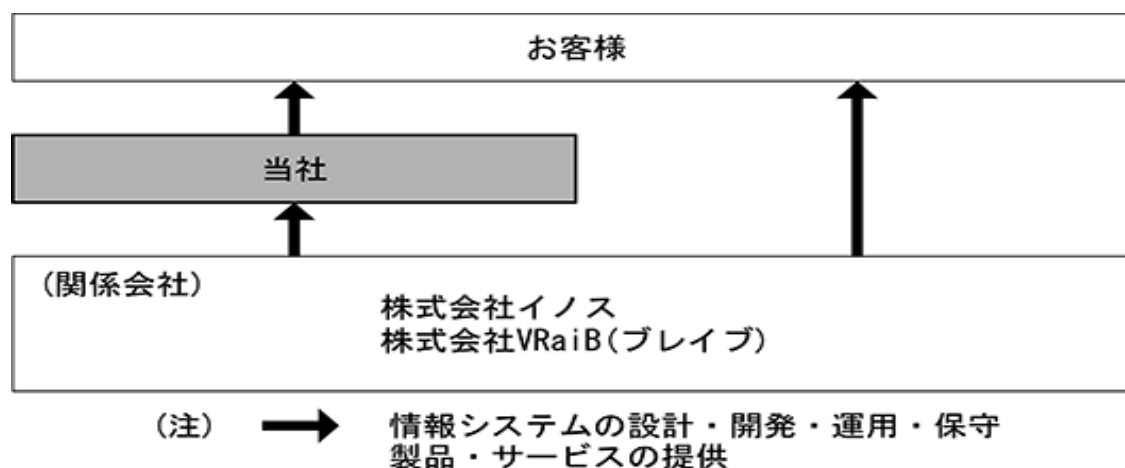 お客様
当社
(関係会社)
株式会社イノス
株式会社VRaiB(ブレイブ)
(注) 情報システムの設計・開発・運用・保守
製品・サービスの提供